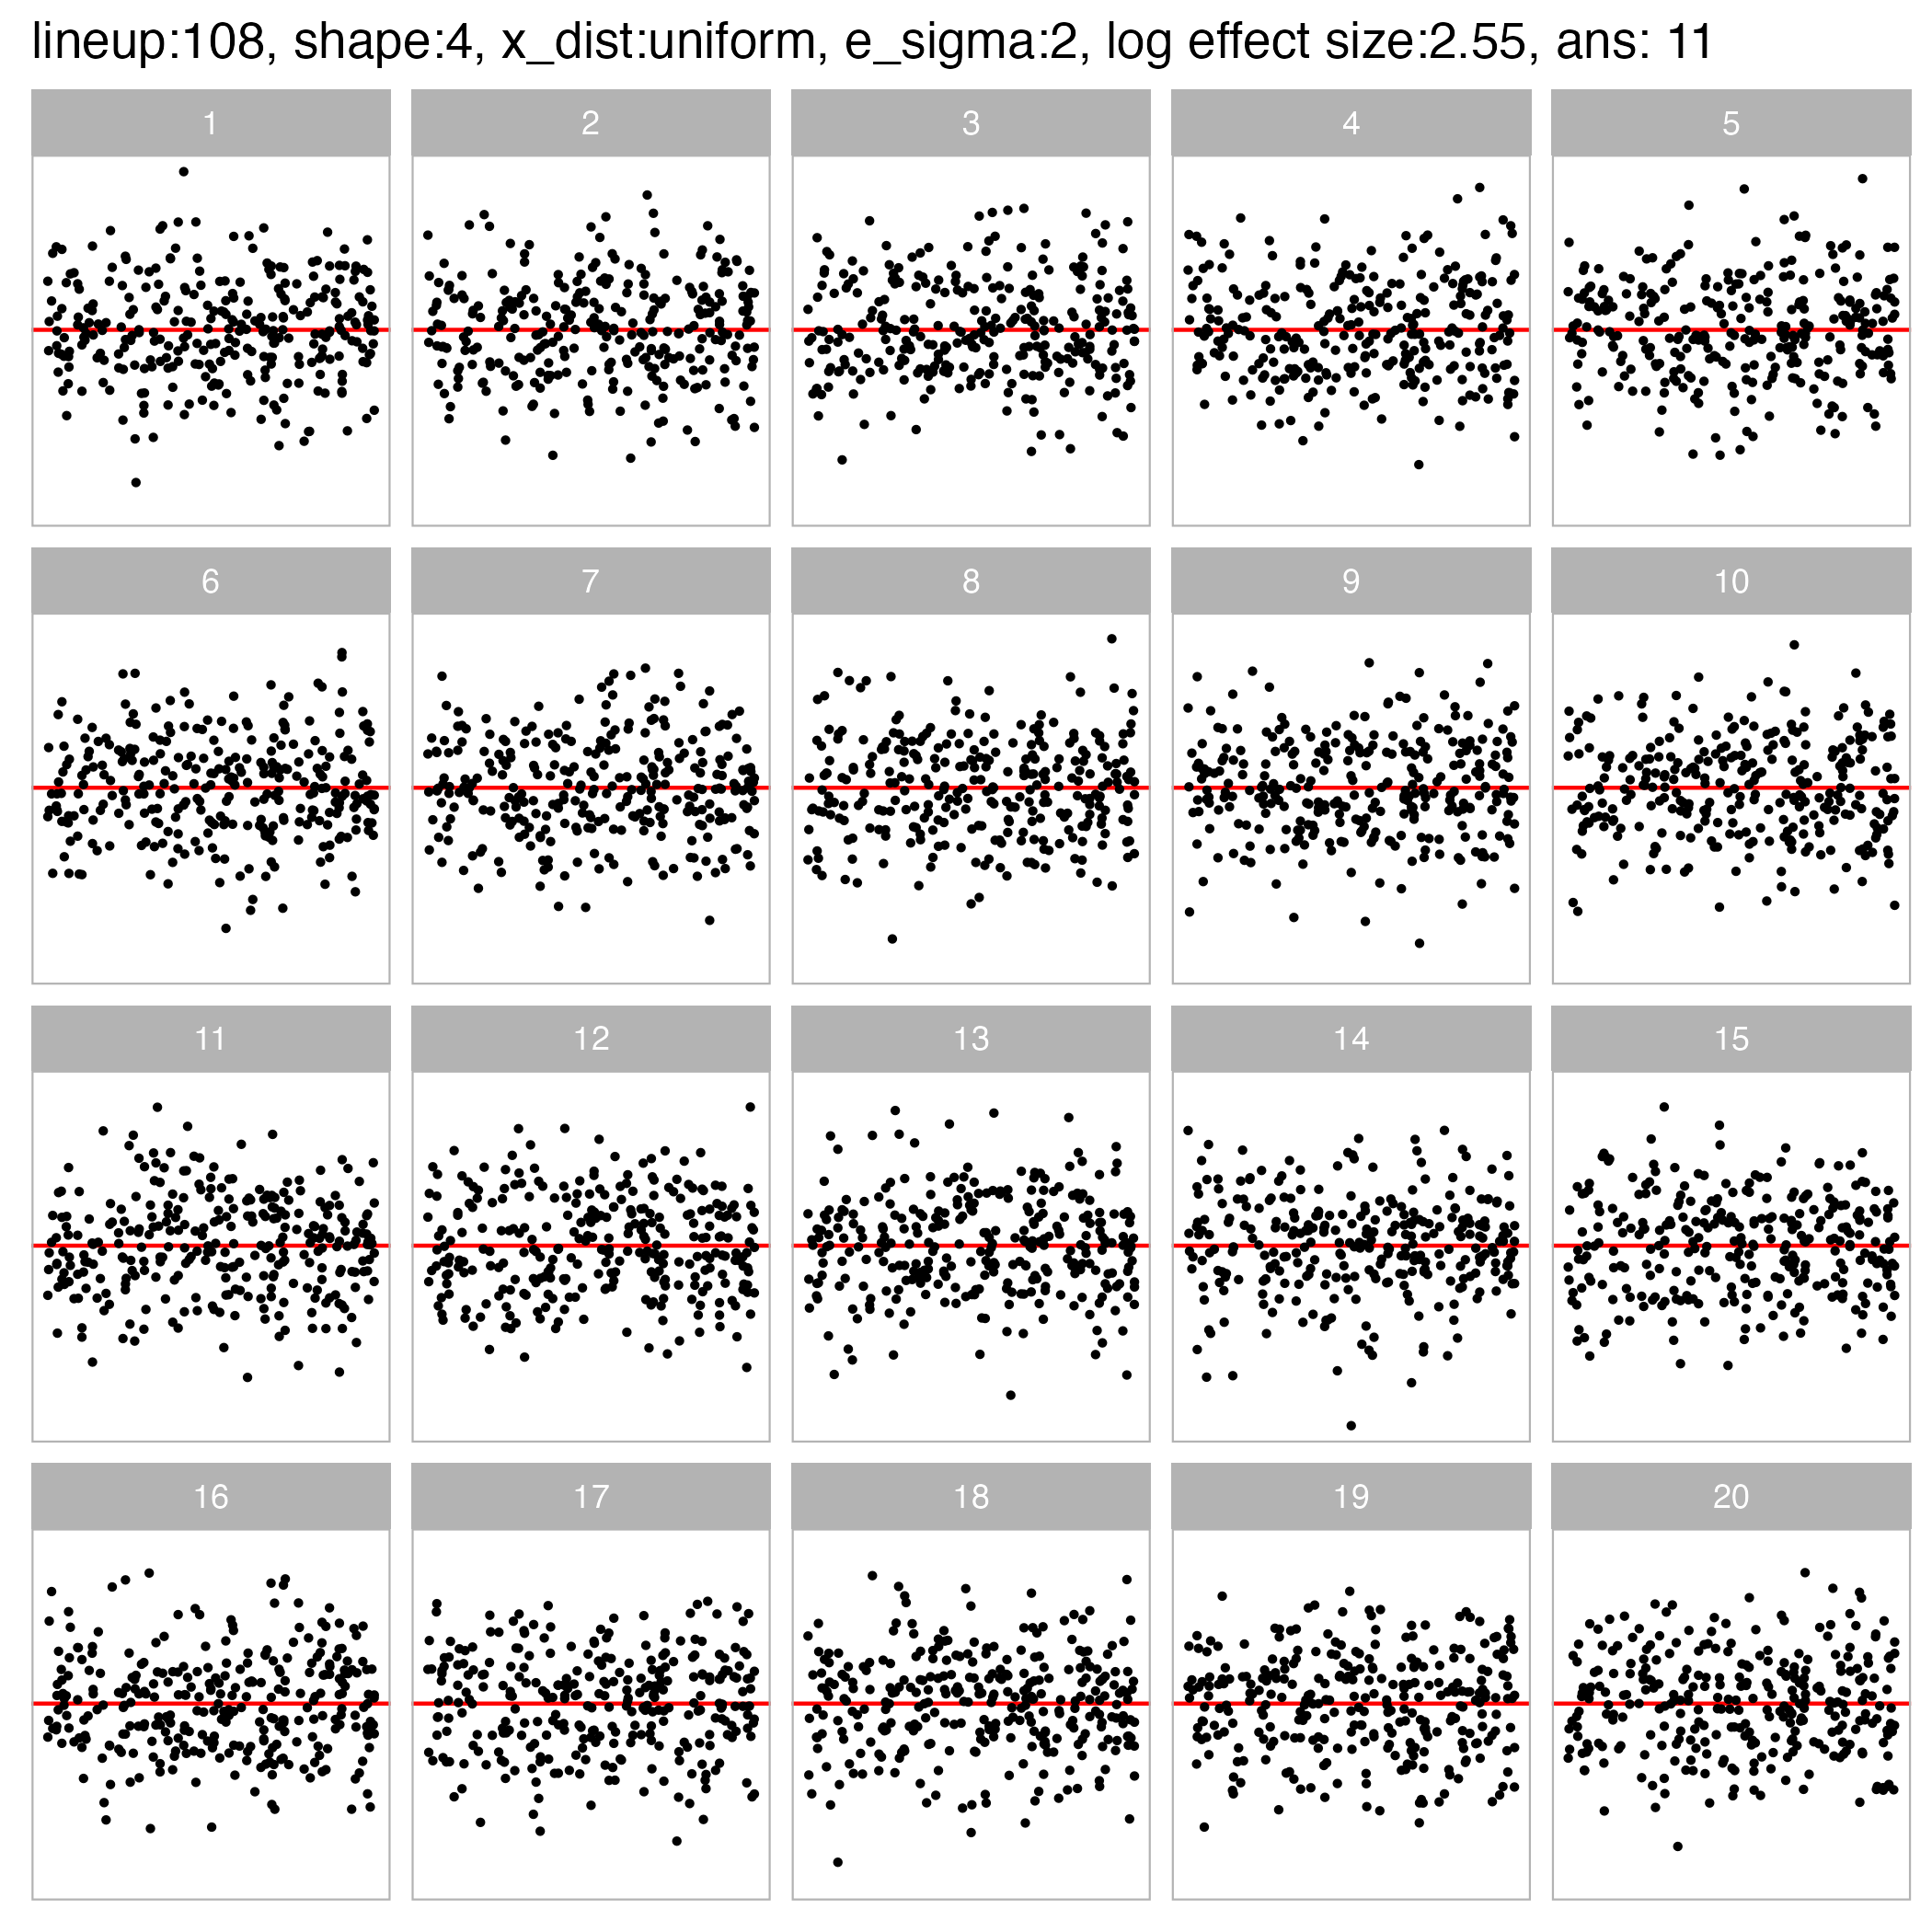 lineup:108, shape:4, x_dist:uniform, e_sigma:2, log effect size:2.55, ans: 11
1 2 3 4 5
6 7 8 9 10
11 12 13 14 15
16 17 18 19 20